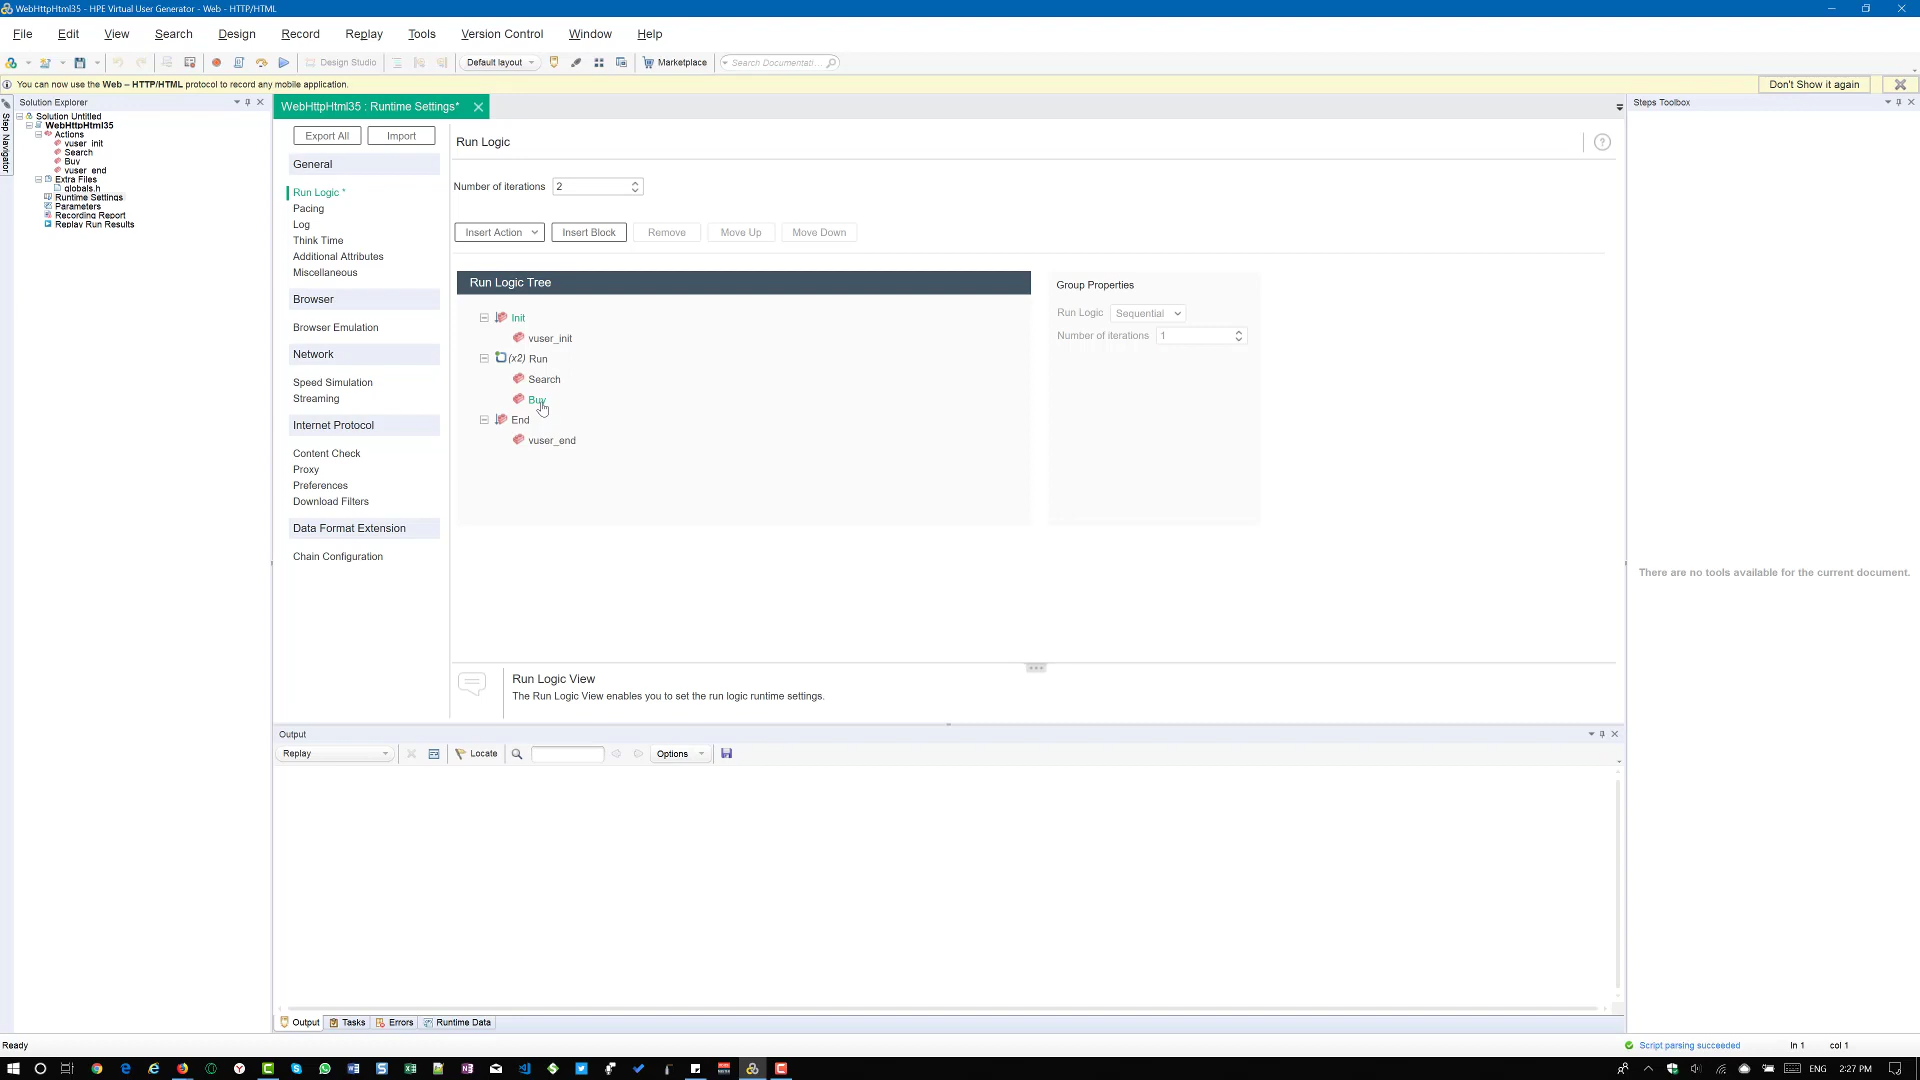 WebHttpHtml35 - HPE Virtual User Generator - Web - HTTP/HTML
File Edit View Search Design Record Replay Tools Version Control Window Help
Design Studio Default layout Marketplace Search Documentati...
You can now use the Web – HTTP/HTML protocol to record any mobile application. Don't Show it again
Solution Explorer
Step Navigator
Solution Untitled
WebHttpHtml35
Actions
vuser_init
Search
Buy
vuser_end
Extra Files
globals.h
Runtime Settings
Parameters
Recording Report
Replay Run Results
WebHttpHtml35 : Runtime Settings*
Export All Import
General
Run Logic *
Pacing
Log
Think Time
Additional Attributes
Miscellaneous
Browser
Browser Emulation
Network
Speed Simulation
Streaming
Internet Protocol
Content Check
Proxy
Preferences
Download Filters
Data Format Extension
Chain Configuration
Run Logic
Number of iterations 2
Insert Action Insert Block Remove Move Up Move Down
Run Logic Tree
Init
vuser_init
(x2) Run
Search
Buy
End
vuser_end
Group Properties
Run Logic Sequential
Number of iterations 1
Run Logic View
The Run Logic View enables you to set the run logic runtime settings.
Steps Toolbox
There are no tools available for the current document.
Output
Replay Locate Options
Output Tasks Errors Runtime Data
Ready Script parsing succeeded ln 1 col 1
ENG 2:27 PM